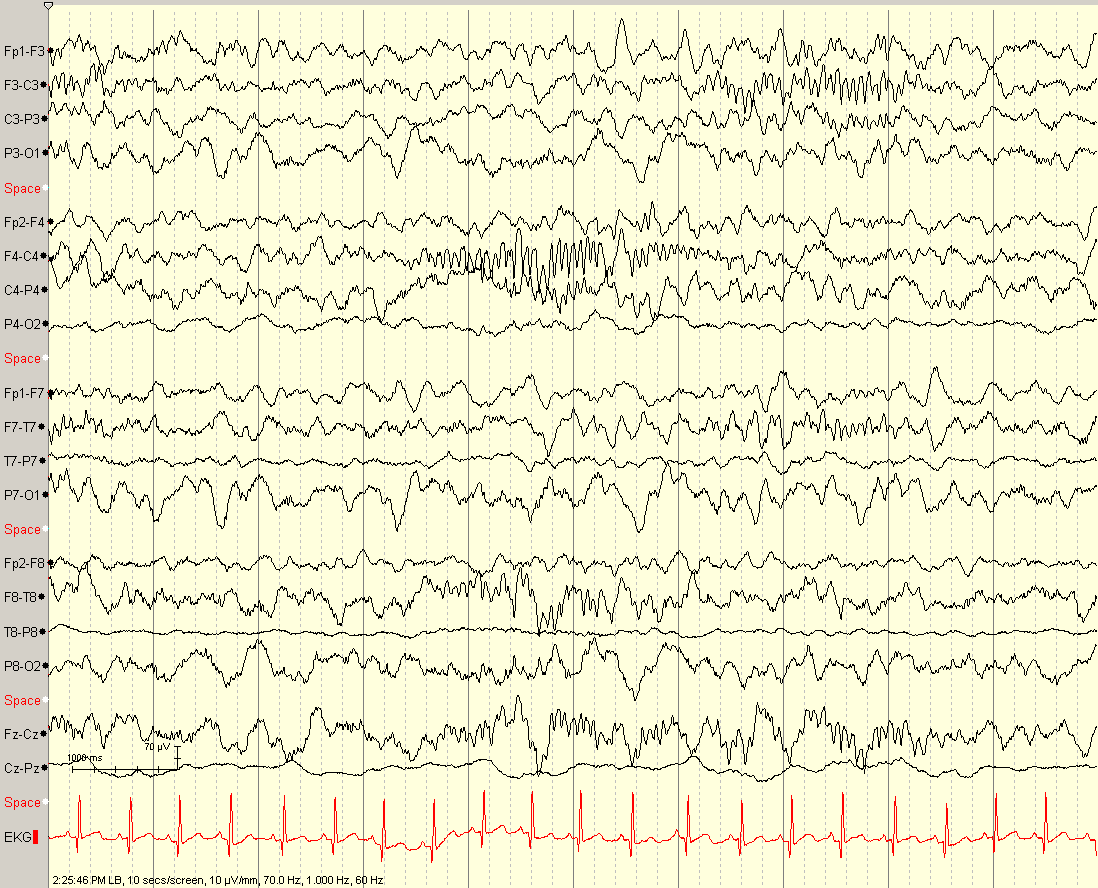 Fp1-F3
F3-C3
C3-P3
P3-O1
Space
Fp2-F4
F4-C4
C4-P4
P4-O2
Space
Fp1-F7
F7-T7
T7-P7
P7-O1
Space
Fp2-F8
F8-T8
T8-P8
P8-O2
Space
Fz-Cz
70 µV
1000 ms
Cz-Pz
Space
EKG
2:25:46 PM LB, 10 secs/screen, 10 µV/mm, 70.0 Hz, 1.000 Hz, 60 Hz